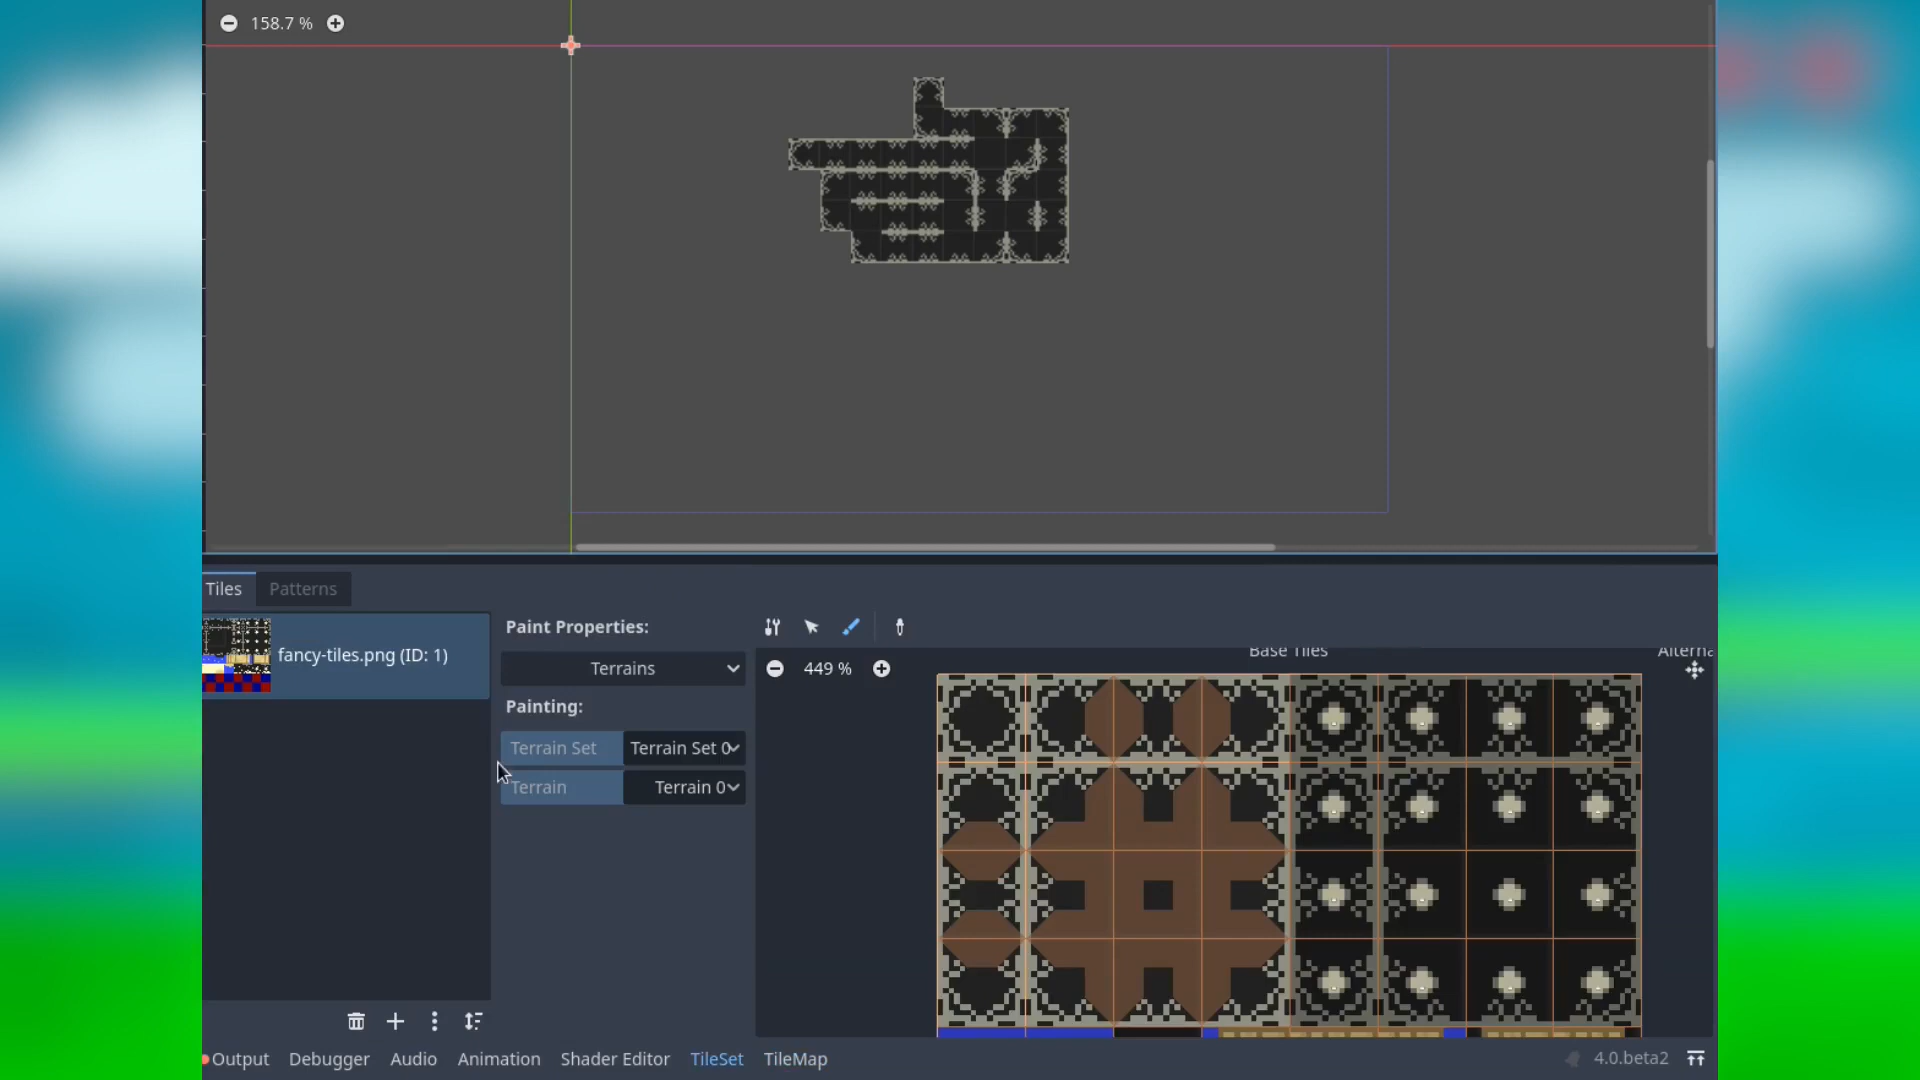 158.7 %
Tiles
Patterns
fancy-tiles.png (ID: 1)
Paint Properties:
Terrains
Painting:
Terrain Set
Terrain Set 0
Terrain
Terrain 0
Base Tiles
Alterna
449 %
Output
Debugger
Audio
Animation
Shader Editor
TileSet
TileMap
4.0.beta2